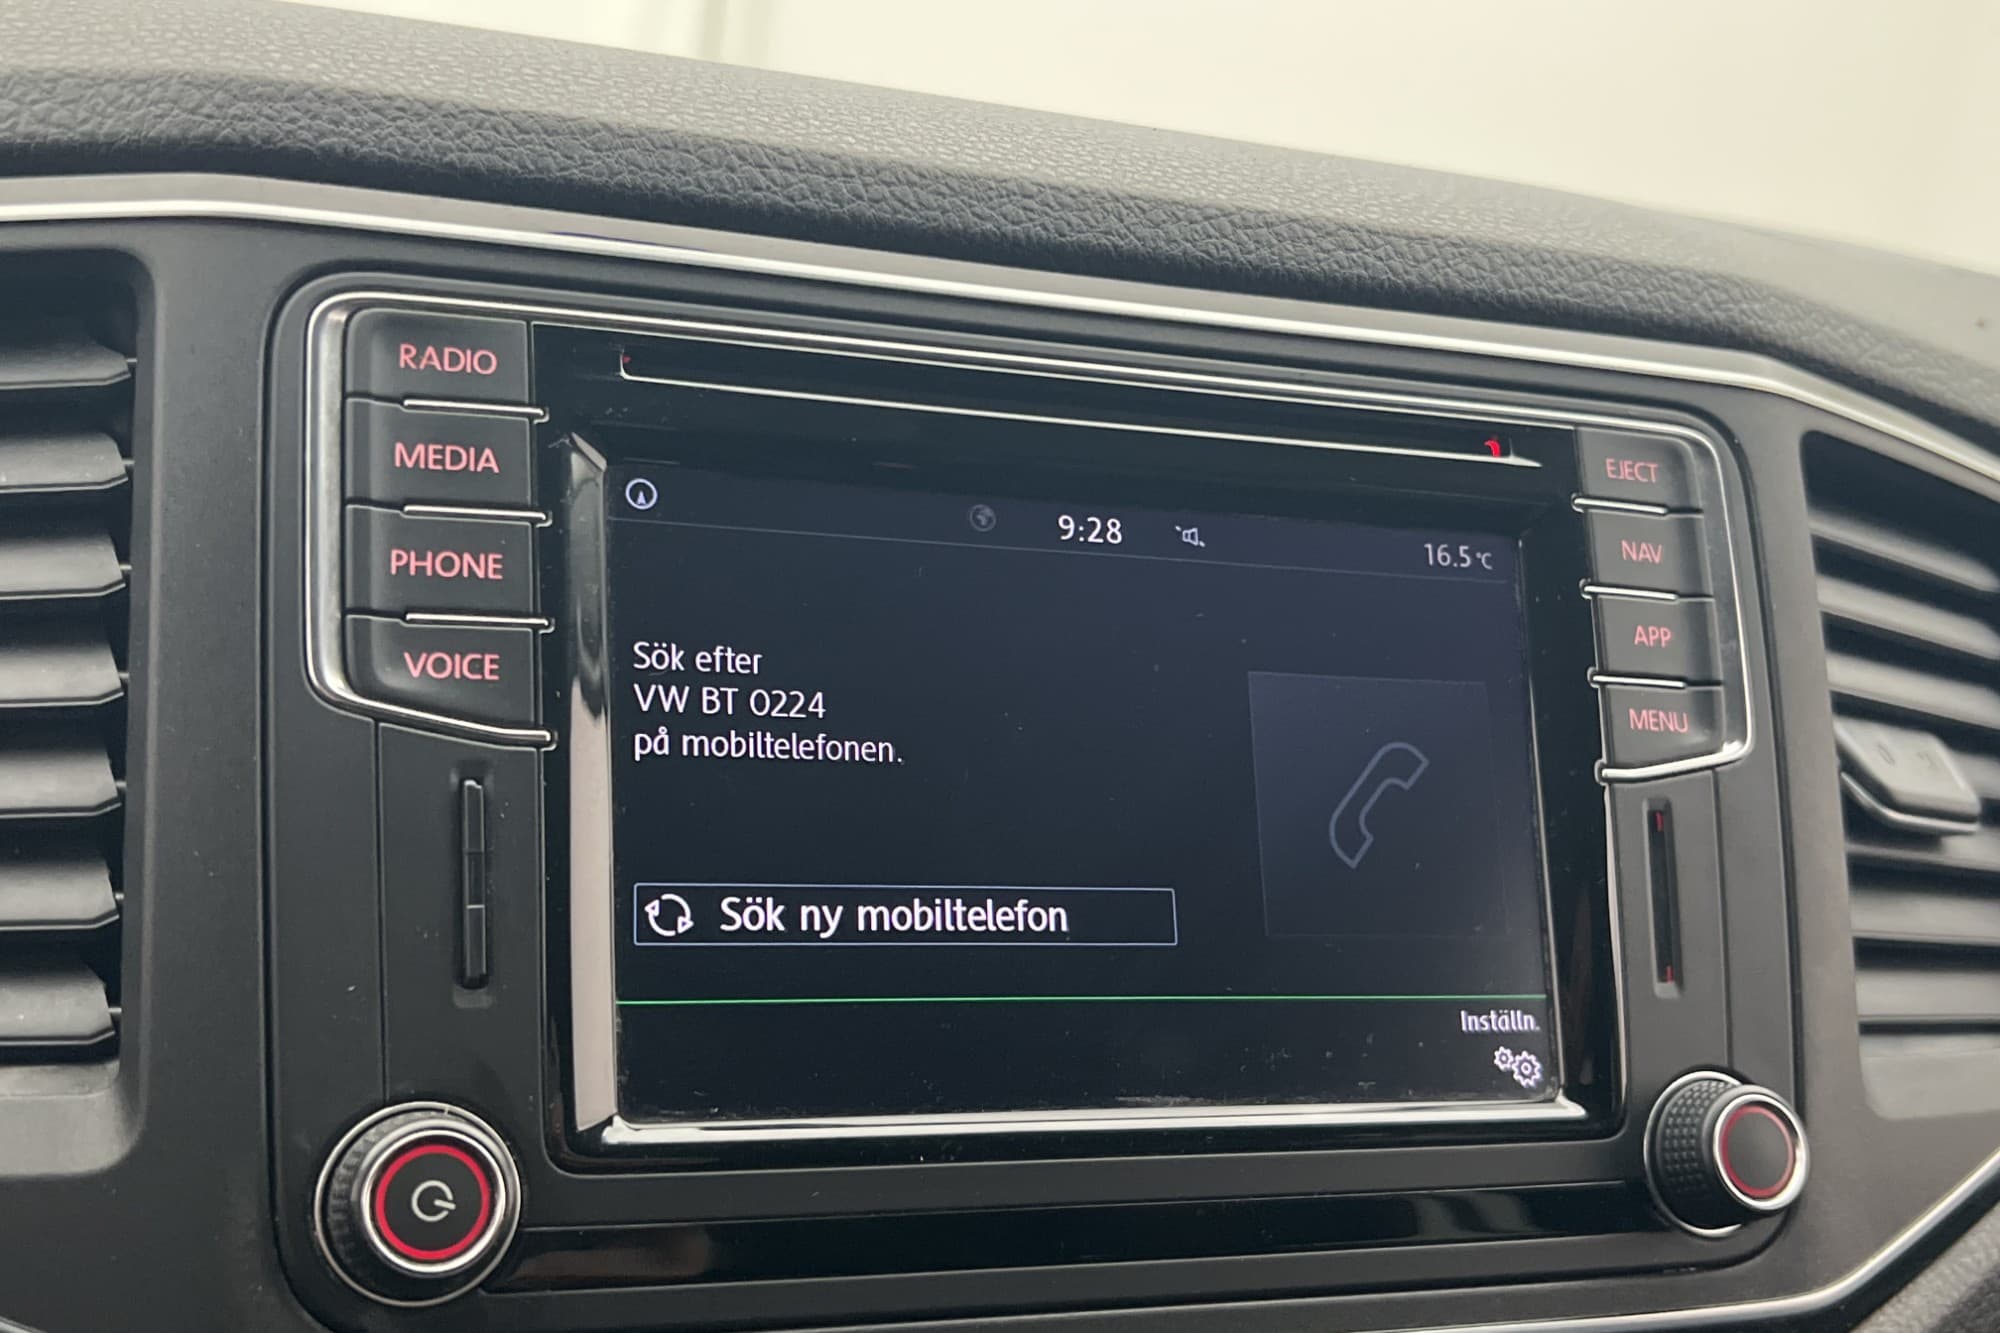 RADIO
MEDIA
PHONE
VOICE
9:28
16.5 °C
Sök efter
VW BT 0224
på mobiltelefonen.
Sök ny mobiltelefon
Inställn.
EJECT
NAV
APP
MENU